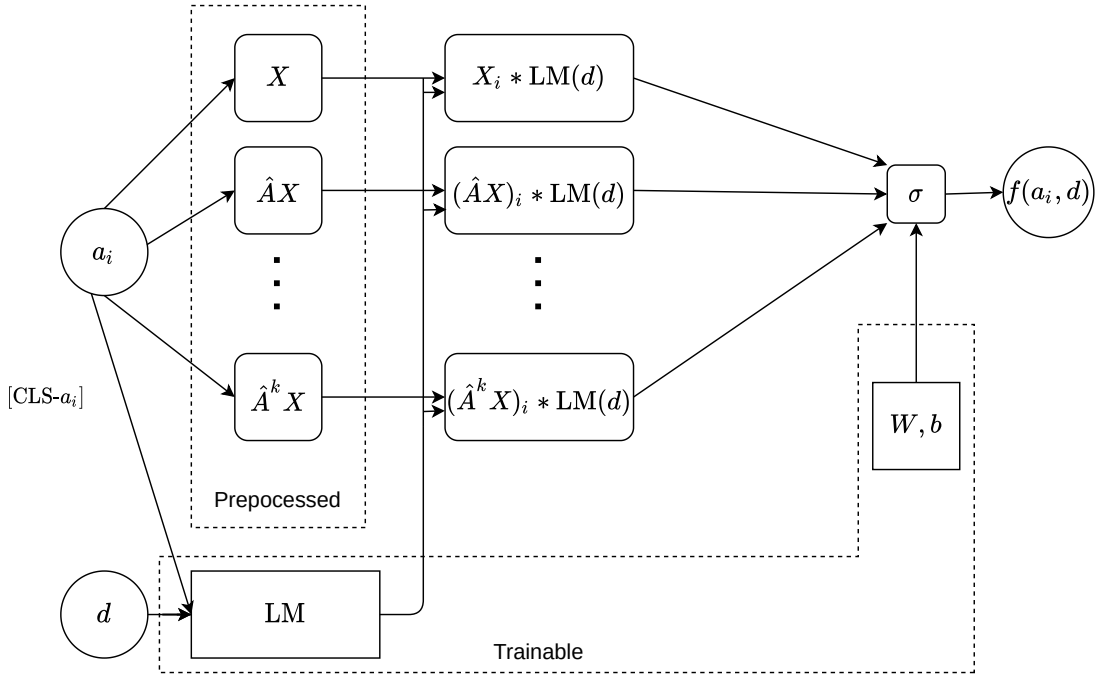 X
X_i * LM(d)
ÂX
(ÂX)_i * LM(d)
σ
f(a_i, d)
a_i
Â^k X
(Â^k X)_i * LM(d)
[CLS-a_i]
W, b
Prepocessed
d
LM
Trainable